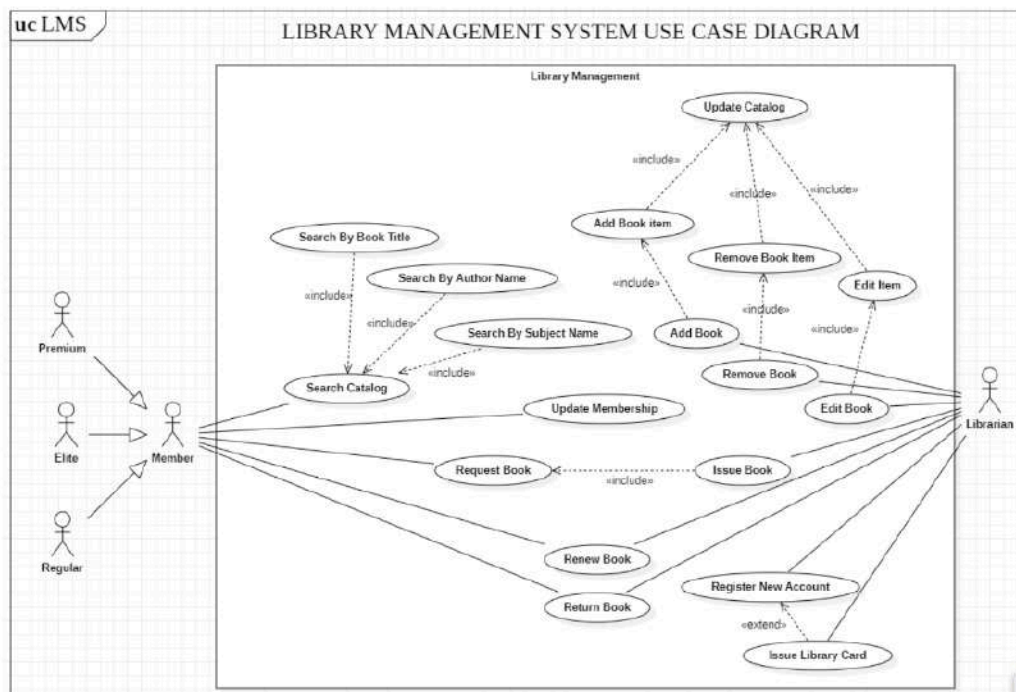 uc LMS
LIBRARY MANAGEMENT SYSTEM USE CASE DIAGRAM
Library Management
Update Catalog
«include»
«include»
«include»
Add Book item
Search By Book Title
Remove Book Item
Search By Author Name
Edit Item
«include»
«include»
«include»
«include»
«include»
Search By Subject Name
Add Book
Premium
«include»
Remove Book
Search Catalog
Update Membership
Edit Book
Librarian
Elite
Member
Request Book
Issue Book
«include»
Renew Book
Regular
Register New Account
Return Book
«extend»
Issue Library Card